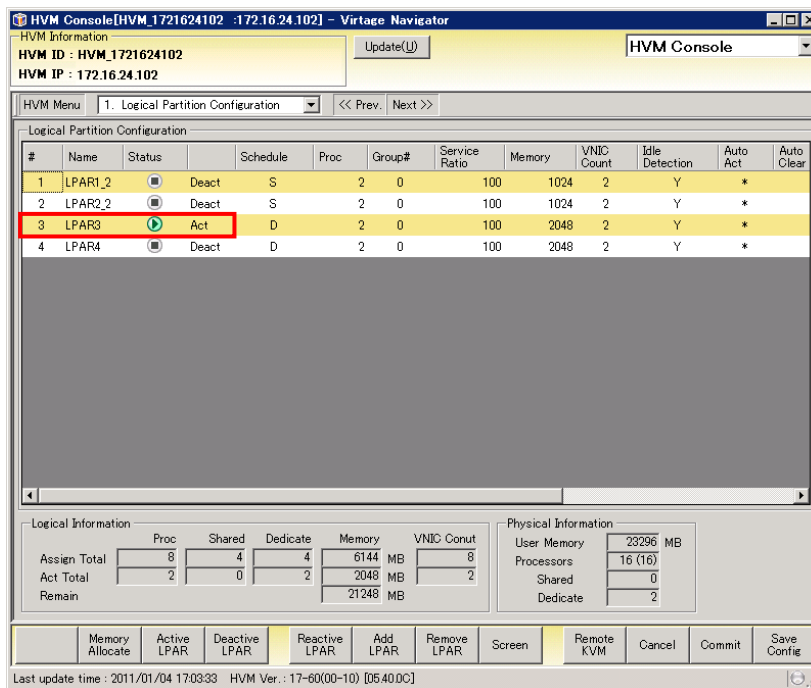 HVM Console[HVM_1721624102 :172.16.24.102] - Virtage Navigator
HVM Information
HVM ID : HVM_1721624102
HVM IP : 172.16.24.102
Update(U)
HVM Console
HVM Menu 1. Logical Partition Configuration << Prev. Next >>
Logical Partition Configuration
# Name Status Schedule Proc Group# Service Ratio Memory VNIC Count Idle Detection Auto Act Auto Clear
1 LPAR1_2 Deact S 2 0 100 1024 2 Y *
2 LPAR2_2 Deact S 2 0 100 1024 2 Y *
3 LPAR3 Act D 2 0 100 2048 2 Y *
4 LPAR4 Deact D 2 0 100 2048 2 Y *
Logical Information
Proc Shared Dedicate Memory VNIC Conut
Assign Total 8 4 4 6144 MB 8
Act Total 2 0 2 2048 MB 2
Remain 21248 MB
Physical Information
User Memory 23296 MB
Processors 16 (16)
Shared 0
Dedicate 2
Memory Allocate Active LPAR Deactive LPAR Reactive LPAR Add LPAR Remove LPAR Screen Remote KVM Cancel Commit Save Config
Last update time : 2011/01/04 17:03:33 HVM Ver. : 17-60(00-10) [05.40.0C]